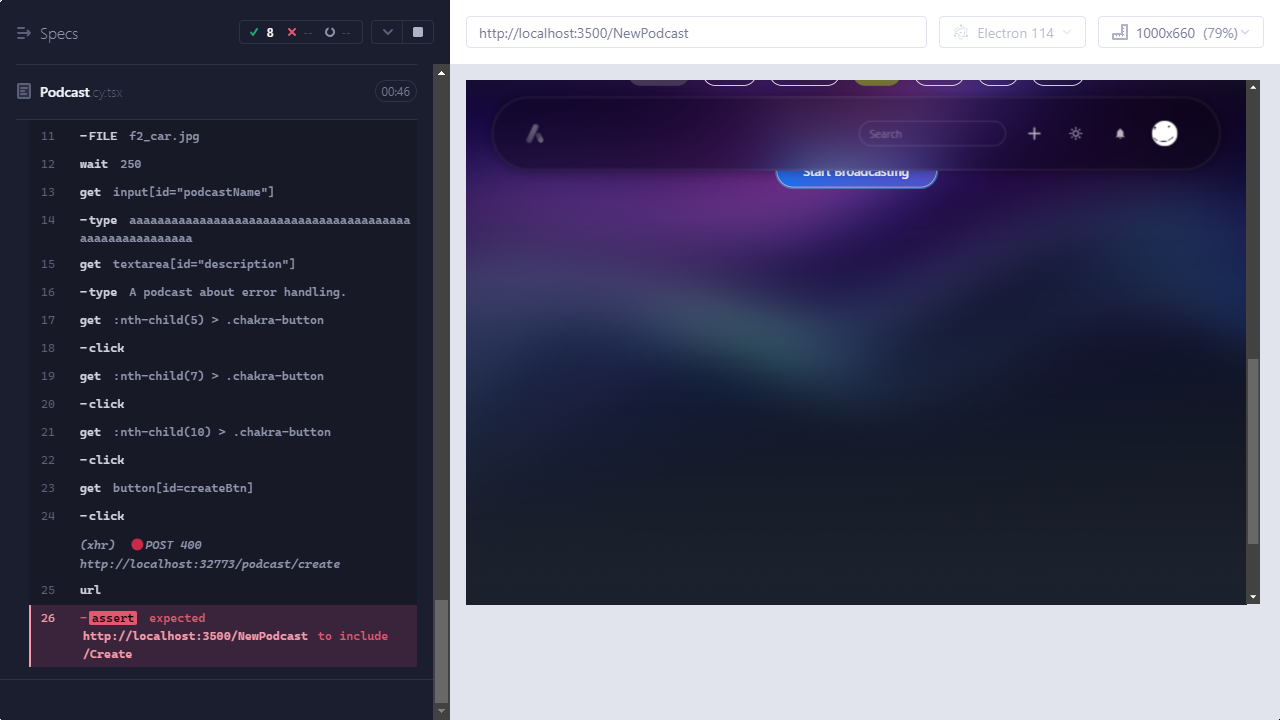 Specs
8
--
--
http://localhost:3500/NewPodcast
Electron 114
1000x660 (79%)
Podcast.cy.tsx
00:46
11 -FILE f2_car.jpg
12 wait 250
13 get input[id="podcastName"]
14 -type aaaaaaaaaaaaaaaaaaaaaaaaaaaaaaaaaaaaaaaa
aaaaaaaaaaaaaaaa
15 get textarea[id="description"]
16 -type A podcast about error handling.
17 get :nth-child(5) > .chakra-button
18 -click
19 get :nth-child(7) > .chakra-button
20 -click
21 get :nth-child(10) > .chakra-button
22 -click
23 get button[id=createBtn]
24 -click
(xhr) POST 400
http://localhost:32773/podcast/create
25 url
26 -assert expected
http://localhost:3500/NewPodcast to include
/Create
Search
Start Broadcasting